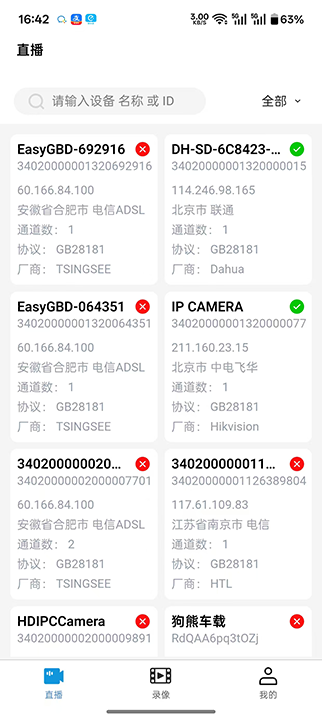 16:42
3.00 KB/S 5G 5G 63%
直播
请输入设备 名称 或 ID
全部
EasyGBD-692916
34020000001320692916
60.166.84.100
安徽省合肥市 电信ADSL
通道数： 1
协议： GB28181
厂商： TSINGSEE
DH-SD-6C8423-...
34020000001320000015
114.246.98.165
北京市 联通
通道数： 1
协议： GB28181
厂商： Dahua
EasyGBD-064351
34020000001320064351
60.166.84.100
安徽省合肥市 电信ADSL
通道数： 1
协议： GB28181
厂商： TSINGSEE
IP CAMERA
34020000001320000077
211.160.23.15
北京市 中电飞华
通道数： 1
协议： GB28181
厂商： Hikvision
340200000020...
34020000002000007701
60.166.84.100
安徽省合肥市 电信ADSL
通道数： 2
协议： GB28181
厂商： TSINGSEE
340200000011...
34020000001126389804
117.61.109.83
江苏省南京市 电信
通道数： 1
协议： GB28181
厂商： HTL
HDIPCCamera
34020000002000009891
狗熊车载
RdQAA6pq3tOZj
直播
录像
我的